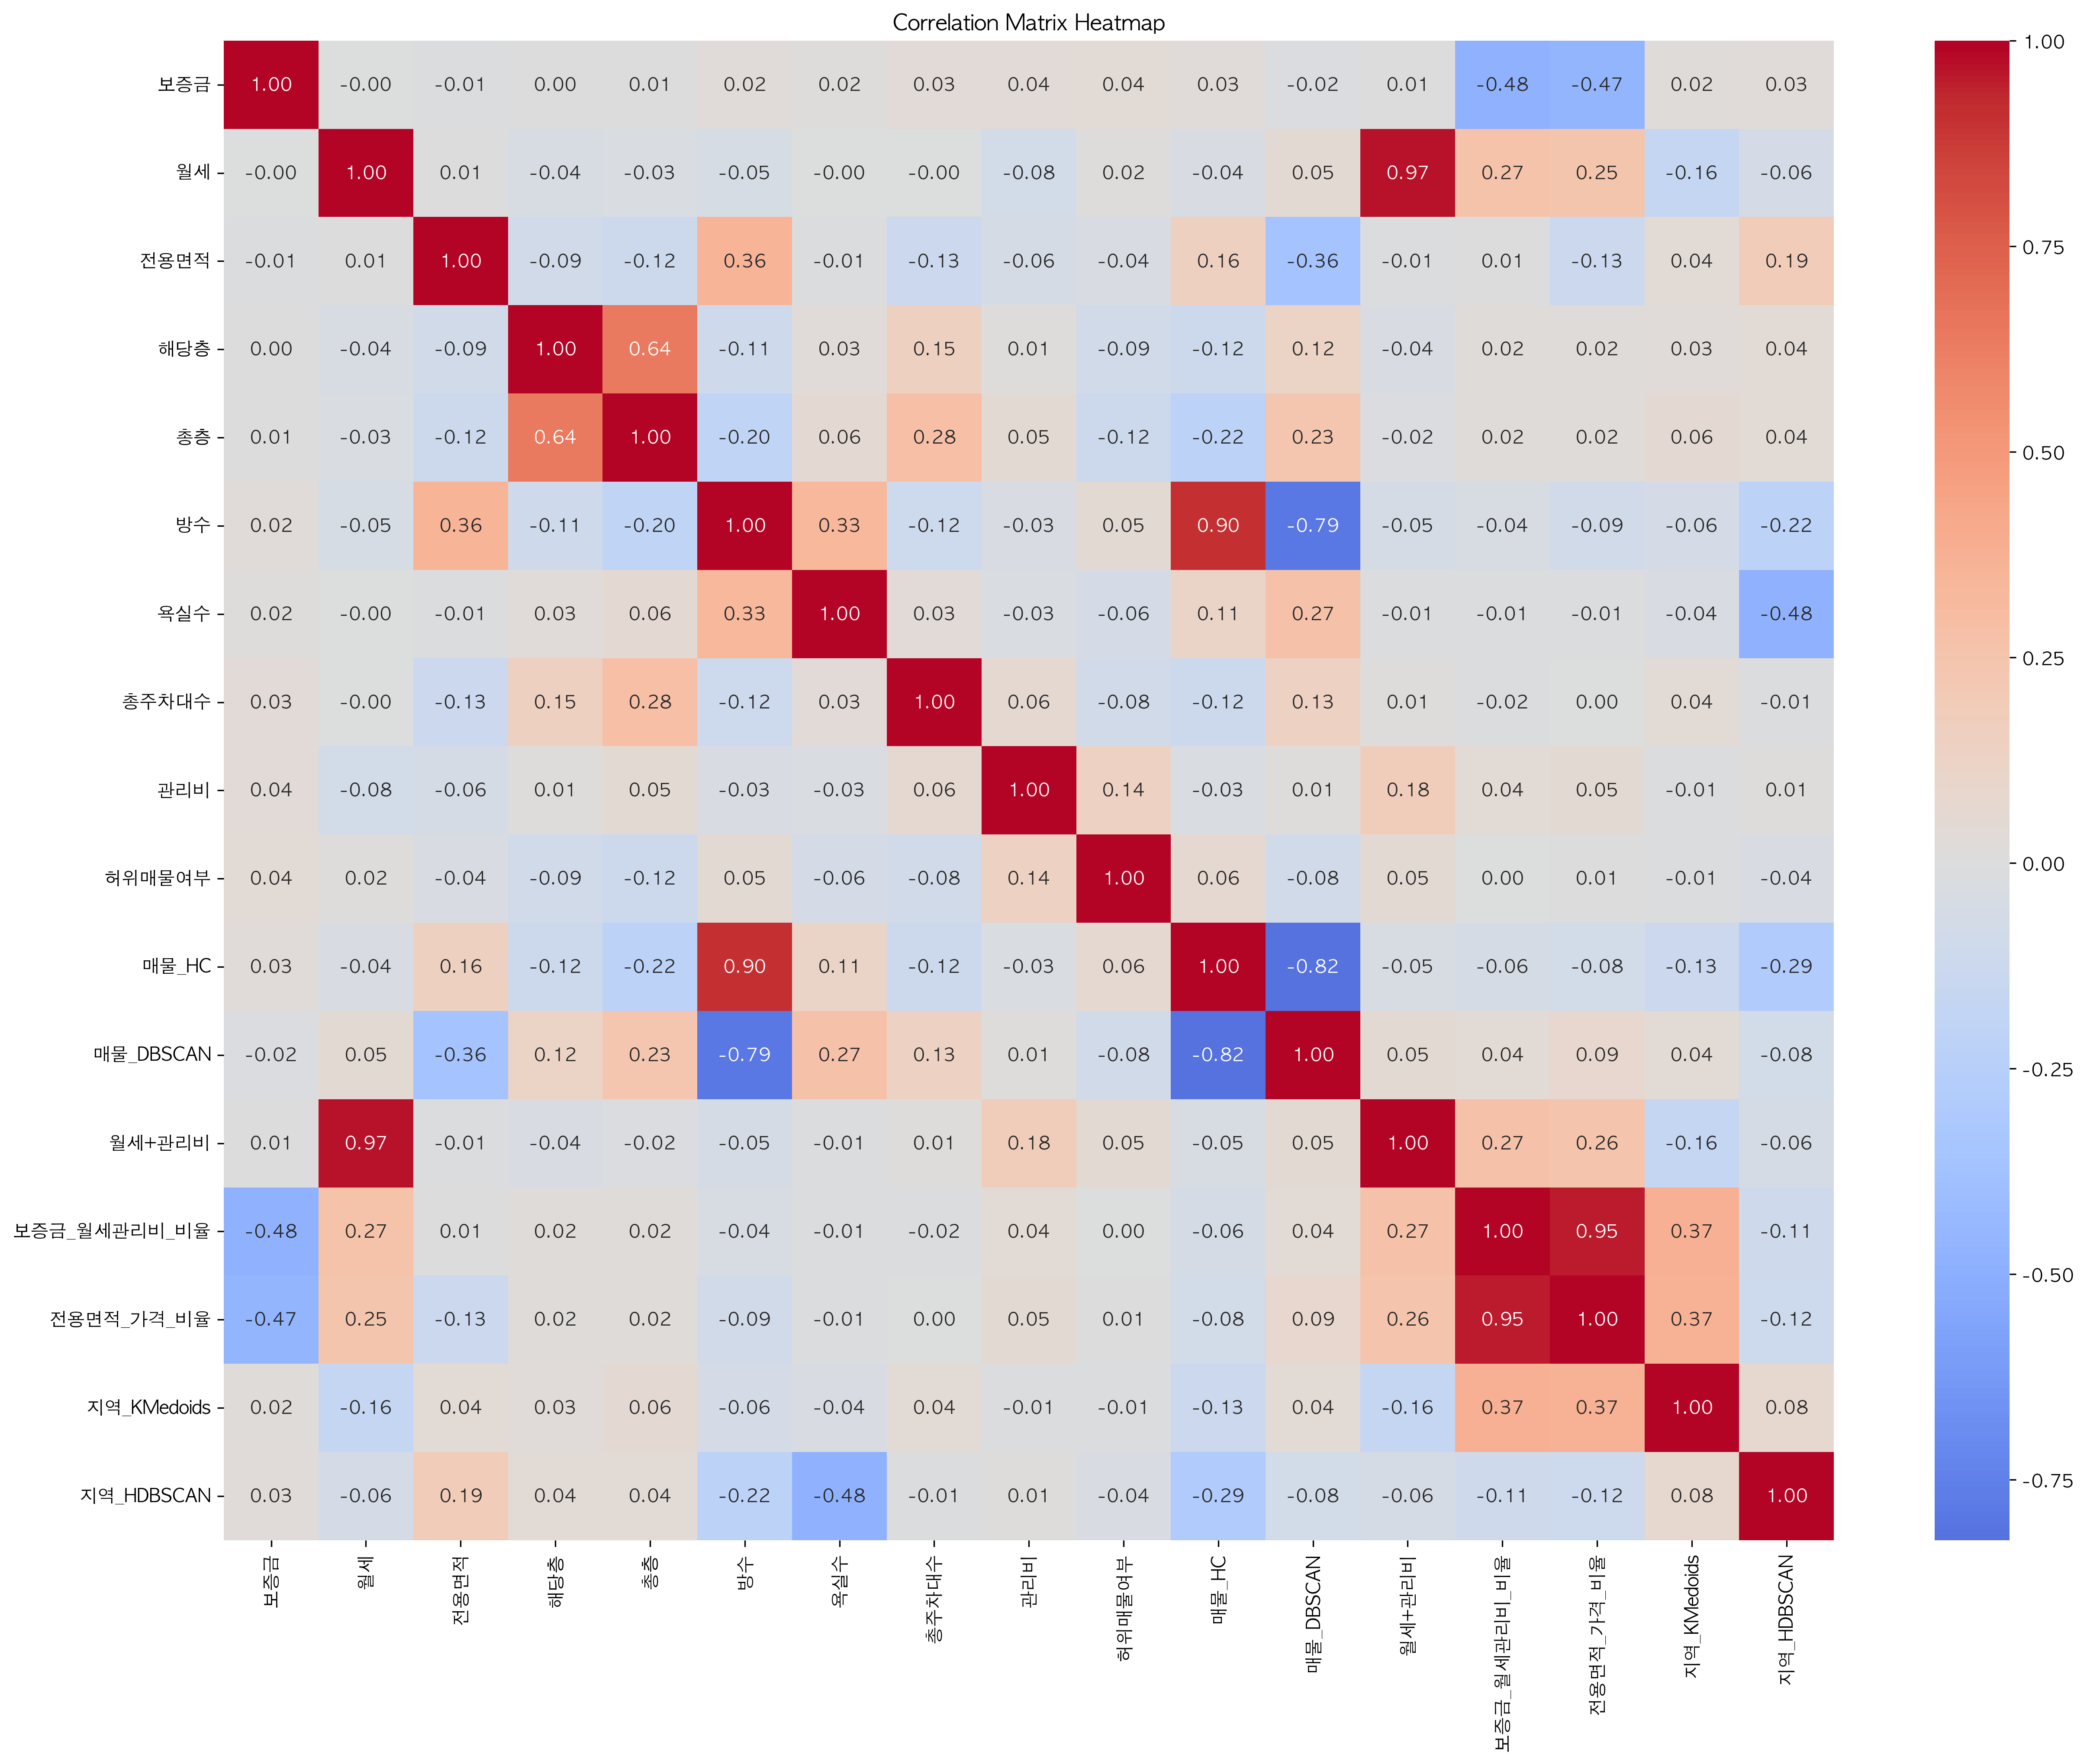 Correlation Matrix Heatmap
보증금 1.00 -0.00 -0.01 0.00 0.01 0.02 0.02 0.03 0.04 0.04 0.03 -0.02 0.01 -0.48 -0.47 0.02 0.03
월세 -0.00 1.00 0.01 -0.04 -0.03 -0.05 -0.00 -0.00 -0.08 0.02 -0.04 0.05 0.97 0.27 0.25 -0.16 -0.06
전용면적 -0.01 0.01 1.00 -0.09 -0.12 0.36 -0.01 -0.13 -0.06 -0.04 0.16 -0.36 -0.01 0.01 -0.13 0.04 0.19
해당층 0.00 -0.04 -0.09 1.00 0.64 -0.11 0.03 0.15 0.01 -0.09 -0.12 0.12 -0.04 0.02 0.02 0.03 0.04
총층 0.01 -0.03 -0.12 0.64 1.00 -0.20 0.06 0.28 0.05 -0.12 -0.22 0.23 -0.02 0.02 0.02 0.06 0.04
방수 0.02 -0.05 0.36 -0.11 -0.20 1.00 0.33 -0.12 -0.03 0.05 0.90 -0.79 -0.05 -0.04 -0.09 -0.06 -0.22
욕실수 0.02 -0.00 -0.01 0.03 0.06 0.33 1.00 0.03 -0.03 -0.06 0.11 0.27 -0.01 -0.01 -0.01 -0.04 -0.48
총주차대수 0.03 -0.00 -0.13 0.15 0.28 -0.12 0.03 1.00 0.06 -0.08 -0.12 0.13 0.01 -0.02 0.00 0.04 -0.01
관리비 0.04 -0.08 -0.06 0.01 0.05 -0.03 -0.03 0.06 1.00 0.14 -0.03 0.01 0.18 0.04 0.05 -0.01 0.01
허위매물여부 0.04 0.02 -0.04 -0.09 -0.12 0.05 -0.06 -0.08 0.14 1.00 0.06 -0.08 0.05 0.00 0.01 -0.01 -0.04
매물_HC 0.03 -0.04 0.16 -0.12 -0.22 0.90 0.11 -0.12 -0.03 0.06 1.00 -0.82 -0.05 -0.06 -0.08 -0.13 -0.29
매물_DBSCAN -0.02 0.05 -0.36 0.12 0.23 -0.79 0.27 0.13 0.01 -0.08 -0.82 1.00 0.05 0.04 0.09 0.04 -0.08
월세+관리비 0.01 0.97 -0.01 -0.04 -0.02 -0.05 -0.01 0.01 0.18 0.05 -0.05 0.05 1.00 0.27 0.26 -0.16 -0.06
보증금_월세관리비_비율 -0.48 0.27 0.01 0.02 0.02 -0.04 -0.01 -0.02 0.04 0.00 -0.06 0.04 0.27 1.00 0.95 0.37 -0.11
전용면적_가격_비율 -0.47 0.25 -0.13 0.02 0.02 -0.09 -0.01 0.00 0.05 0.01 -0.08 0.09 0.26 0.95 1.00 0.37 -0.12
지역_KMedoids 0.02 -0.16 0.04 0.03 0.06 -0.06 -0.04 0.04 -0.01 -0.01 -0.13 0.04 -0.16 0.37 0.37 1.00 0.08
지역_HDBSCAN 0.03 -0.06 0.19 0.04 0.04 -0.22 -0.48 -0.01 0.01 -0.04 -0.29 -0.08 -0.06 -0.11 -0.12 0.08 1.00
보증금
월세
전용면적
해당층
총층
방수
욕실수
총주차대수
관리비
허위매물여부
매물_HC
매물_DBSCAN
월세+관리비
보증금_월세관리비_비율
전용면적_가격_비율
지역_KMedoids
지역_HDBSCAN
1.00
0.75
0.50
0.25
0.00
-0.25
-0.50
-0.75